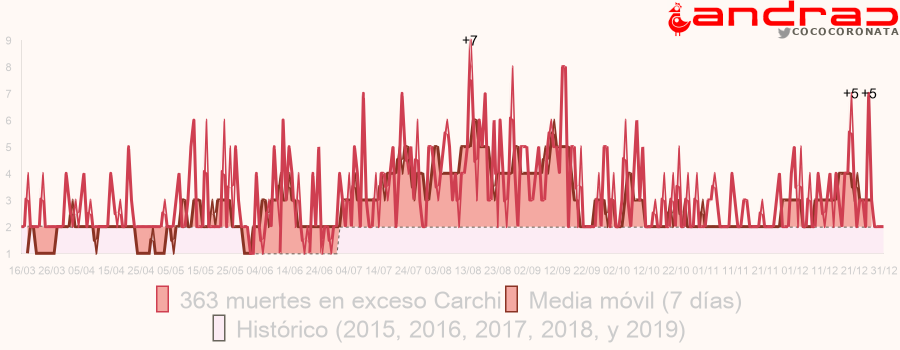 andrac
COCOCORONATA
+7
+5 +5
9
8
7
6
5
4
3
2
1
16/03 26/03 05/04 15/04 25/04 05/05 15/05 25/05 04/06 14/06 24/06 04/07 14/07 24/07 03/08 13/08 23/08 02/09 12/09 22/09 02/10 12/10 22/10 01/11 11/11 21/11 01/12 11/12 21/12 31/12
363 muertes en exceso Carchi Media móvil (7 días)
Histórico (2015, 2016, 2017, 2018, y 2019)